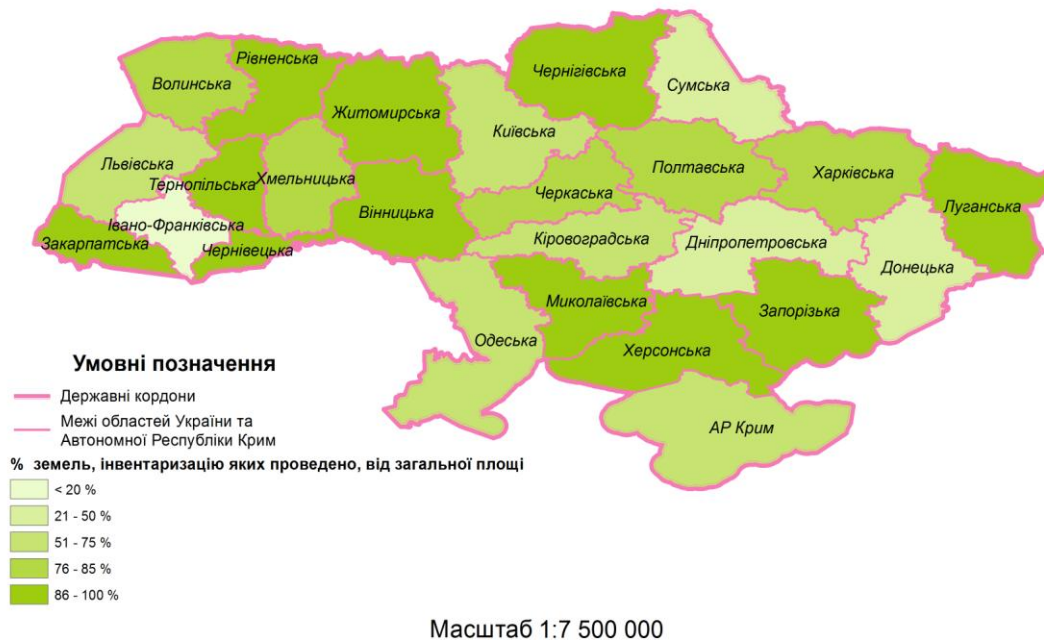 Рівненська
Чернігівська
Волинська
Сумська
Житомирська
Київська
Львівська
Полтавська
Харківська
Тернопільська
Хмельницька
Черкаська
Луганська
Вінницька
Івано-Франківська
Закарпатська
Чернівецька
Кіровоградська
Дніпропетровська
Донецька
Миколаївська
Запорізька
Одеська
Херсонська
АР Крим
Умовні позначення
Державні кордони
Межі областей України та
Автономної Республіки Крим
% земель, інвентаризацію яких проведено, від загальної площі
< 20 %
21 - 50 %
51 - 75 %
76 - 85 %
86 - 100 %
Масштаб 1:7 500 000